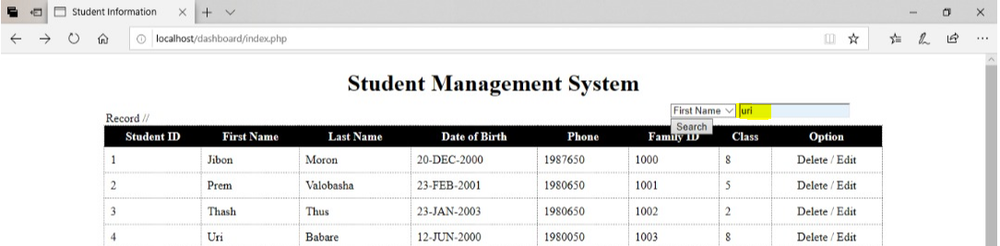 Student Information
localhost/dashboard/index.php
Student Management System
First Name uri
Record // Search
Student ID First Name Last Name Date of Birth Phone Family ID Class Option
1 Jibon Moron 20-DEC-2000 1987650 1000 8 Delete / Edit
2 Prem Valobasha 23-FEB-2001 1980650 1001 5 Delete / Edit
3 Thash Thus 23-JAN-2003 1980650 1002 2 Delete / Edit
4 Uri Babare 12-JUN-2000 1980050 1003 8 Delete / Edit